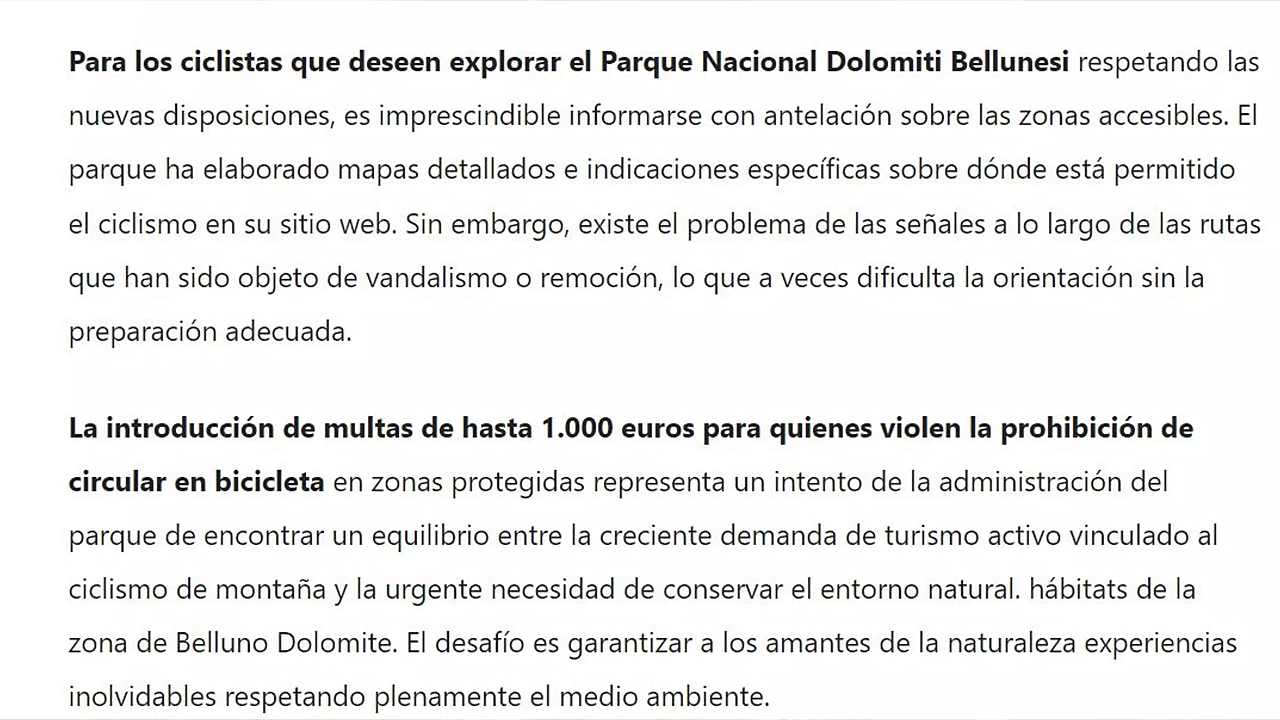 Para los ciclistas que deseen explorar el Parque Nacional Dolomiti Bellunesi respetando las
nuevas disposiciones, es imprescindible informarse con antelación sobre las zonas accesibles. El
parque ha elaborado mapas detallados e indicaciones específicas sobre dónde está permitido
el ciclismo en su sitio web. Sin embargo, existe el problema de las señales a lo largo de las rutas
que han sido objeto de vandalismo o remoción, lo que a veces dificulta la orientación sin la
preparación adecuada.
La introducción de multas de hasta 1.000 euros para quienes violen la prohibición de
circular en bicicleta en zonas protegidas representa un intento de la administración del
parque de encontrar un equilibrio entre la creciente demanda de turismo activo vinculado al
ciclismo de montaña y la urgente necesidad de conservar el entorno natural. hábitats de la
zona de Belluno Dolomite. El desafío es garantizar a los amantes de la naturaleza experiencias
inolvidables respetando plenamente el medio ambiente.